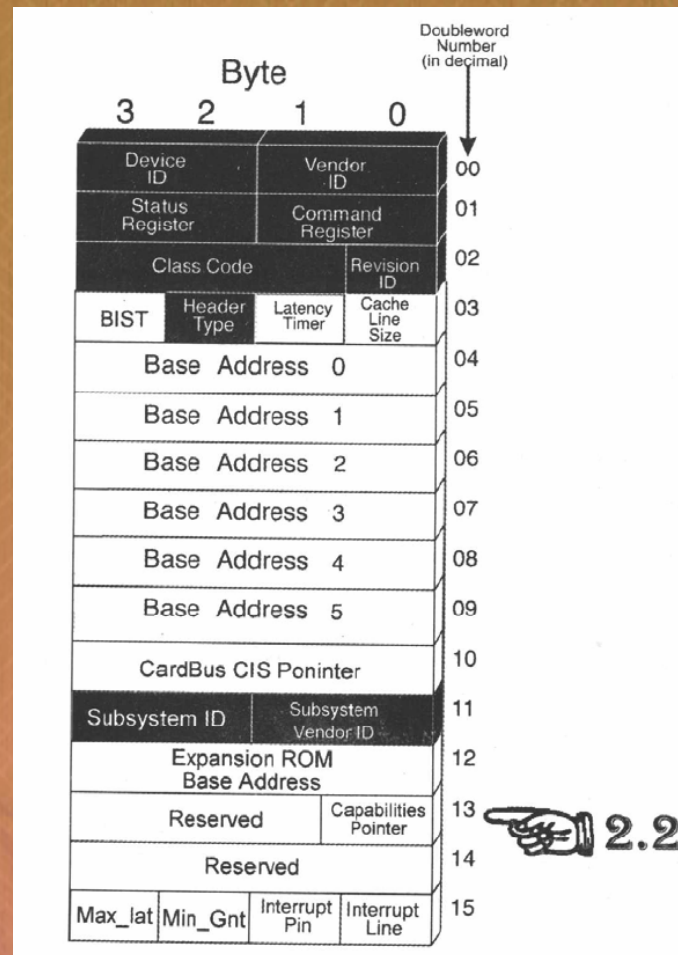 Doubleword
Number
(in decimal)
Byte
3 2 1 0
Device
ID
Vendor
ID
00
Status
Register
Command
Register
01
Class Code
Revision
ID
02
BIST
Header
Type
Latency
Timer
Cache
Line
Size
03
Base Address 0
04
Base Address 1
05
Base Address 2
06
Base Address 3
07
Base Address 4
08
Base Address 5
09
CardBus CIS Poninter
10
Subsystem ID
Subsystem
Vendor ID
11
Expansion ROM
Base Address
12
Reserved
Capabilities
Pointer
13
2.2
Reserved
14
Max_lat
Min_Gnt
Interrupt
Pin
Interrupt
Line
15